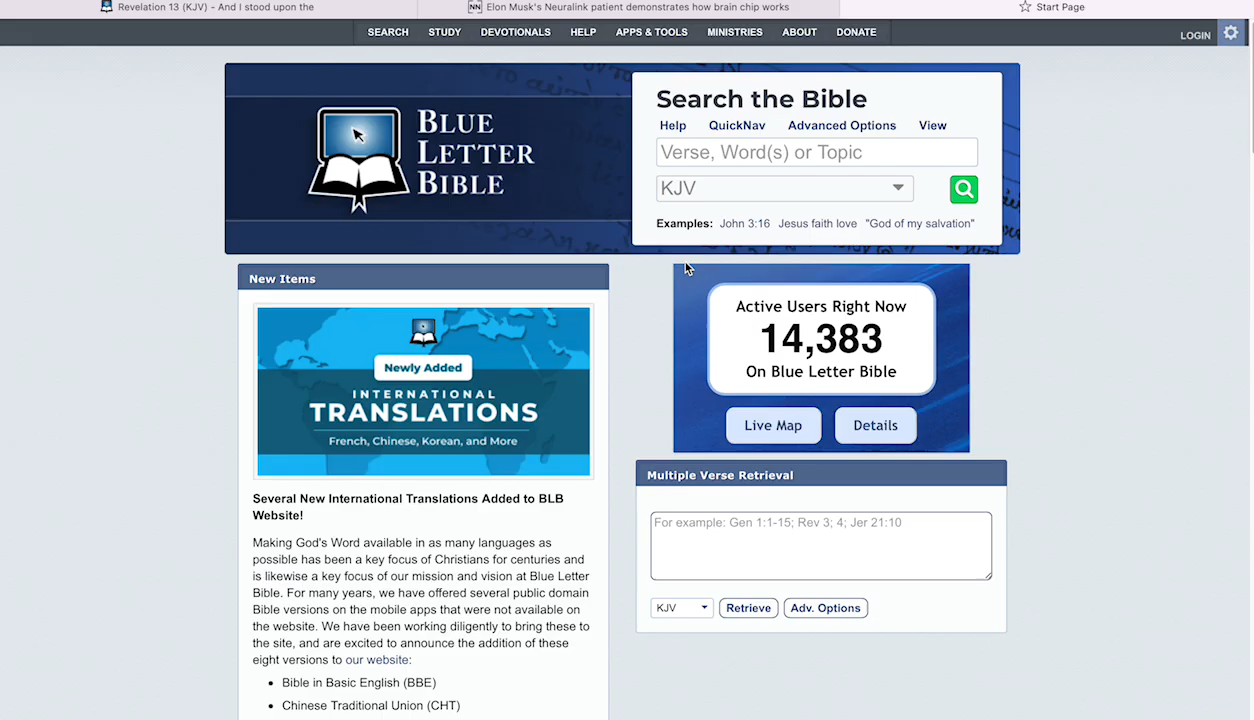 Revelation 13 (KJV) - And I stood upon the
NN Elon Musk's Neuralink patient demonstrates how brain chip works
Start Page
SEARCH STUDY DEVOTIONALS HELP APPS & TOOLS MINISTRIES ABOUT DONATE
LOGIN
BLUE
LETTER
BIBLE
Search the Bible
Help QuickNav Advanced Options View
Verse, Word(s) or Topic
KJV
Examples: John 3:16 Jesus faith love "God of my salvation"
New Items
Newly Added
INTERNATIONAL
TRANSLATIONS
French, Chinese, Korean, and More
Several New International Translations Added to BLB
Website!
Making God's Word available in as many languages as
possible has been a key focus of Christians for centuries and
is likewise a key focus of our mission and vision at Blue Letter
Bible. For many years, we have offered several public domain
Bible versions on the mobile apps that were not available on
the website. We have been working diligently to bring these to
the site, and are excited to announce the addition of these
eight versions to our website:
• Bible in Basic English (BBE)
• Chinese Traditional Union (CHT)
Active Users Right Now
14,383
On Blue Letter Bible
Live Map Details
Multiple Verse Retrieval
For example: Gen 1:1-15; Rev 3; 4; Jer 21:10
KJV Retrieve Adv. Options